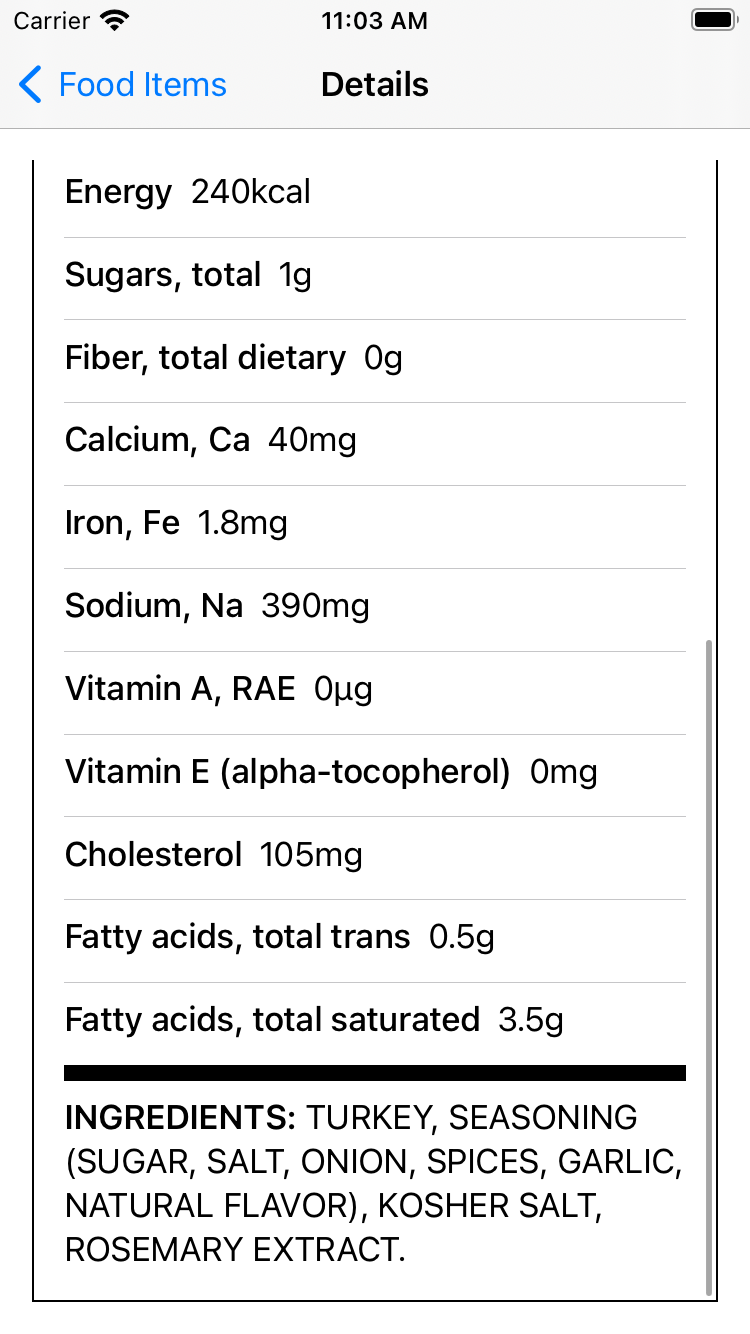 Carrier 11:03 AM
Food Items Details
Energy 240kcal
Sugars, total 1g
Fiber, total dietary 0g
Calcium, Ca 40mg
Iron, Fe 1.8mg
Sodium, Na 390mg
Vitamin A, RAE 0µg
Vitamin E (alpha-tocopherol) 0mg
Cholesterol 105mg
Fatty acids, total trans 0.5g
Fatty acids, total saturated 3.5g
INGREDIENTS: TURKEY, SEASONING
(SUGAR, SALT, ONION, SPICES, GARLIC,
NATURAL FLAVOR), KOSHER SALT,
ROSEMARY EXTRACT.